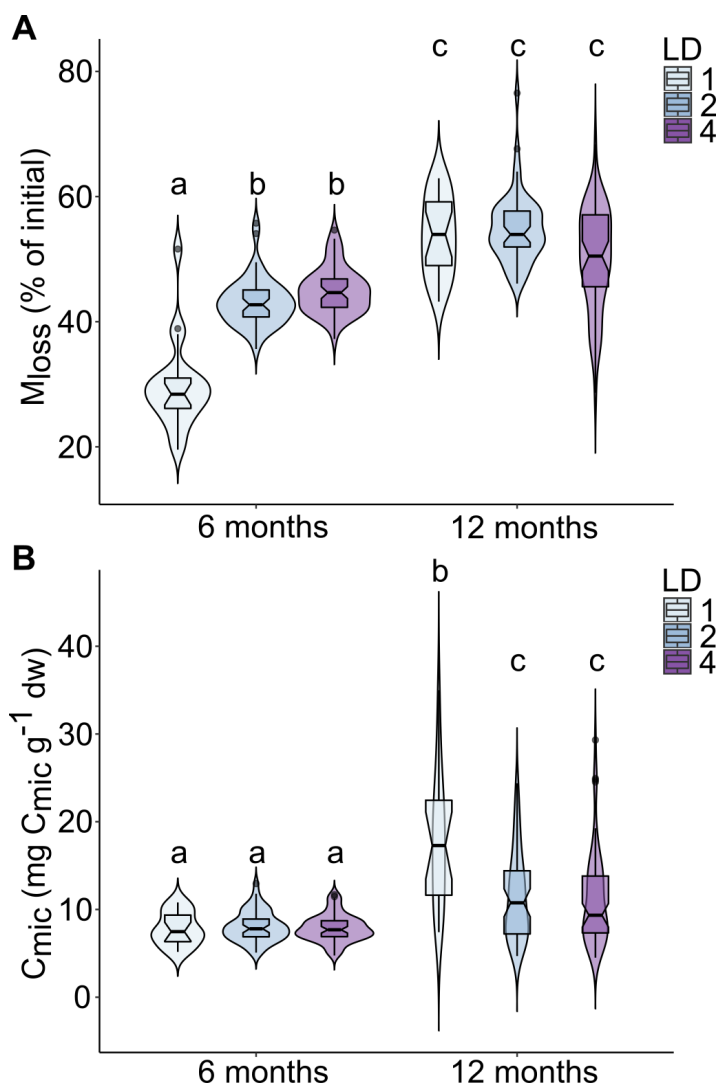 A
Mloss (% of initial)
80
60
40
20
a b b c c c
6 months 12 months
LD
1
2
4
B
Cmic (mg Cmic g-1 dw)
40
30
20
10
0
a a a b c c
6 months 12 months
LD
1
2
4